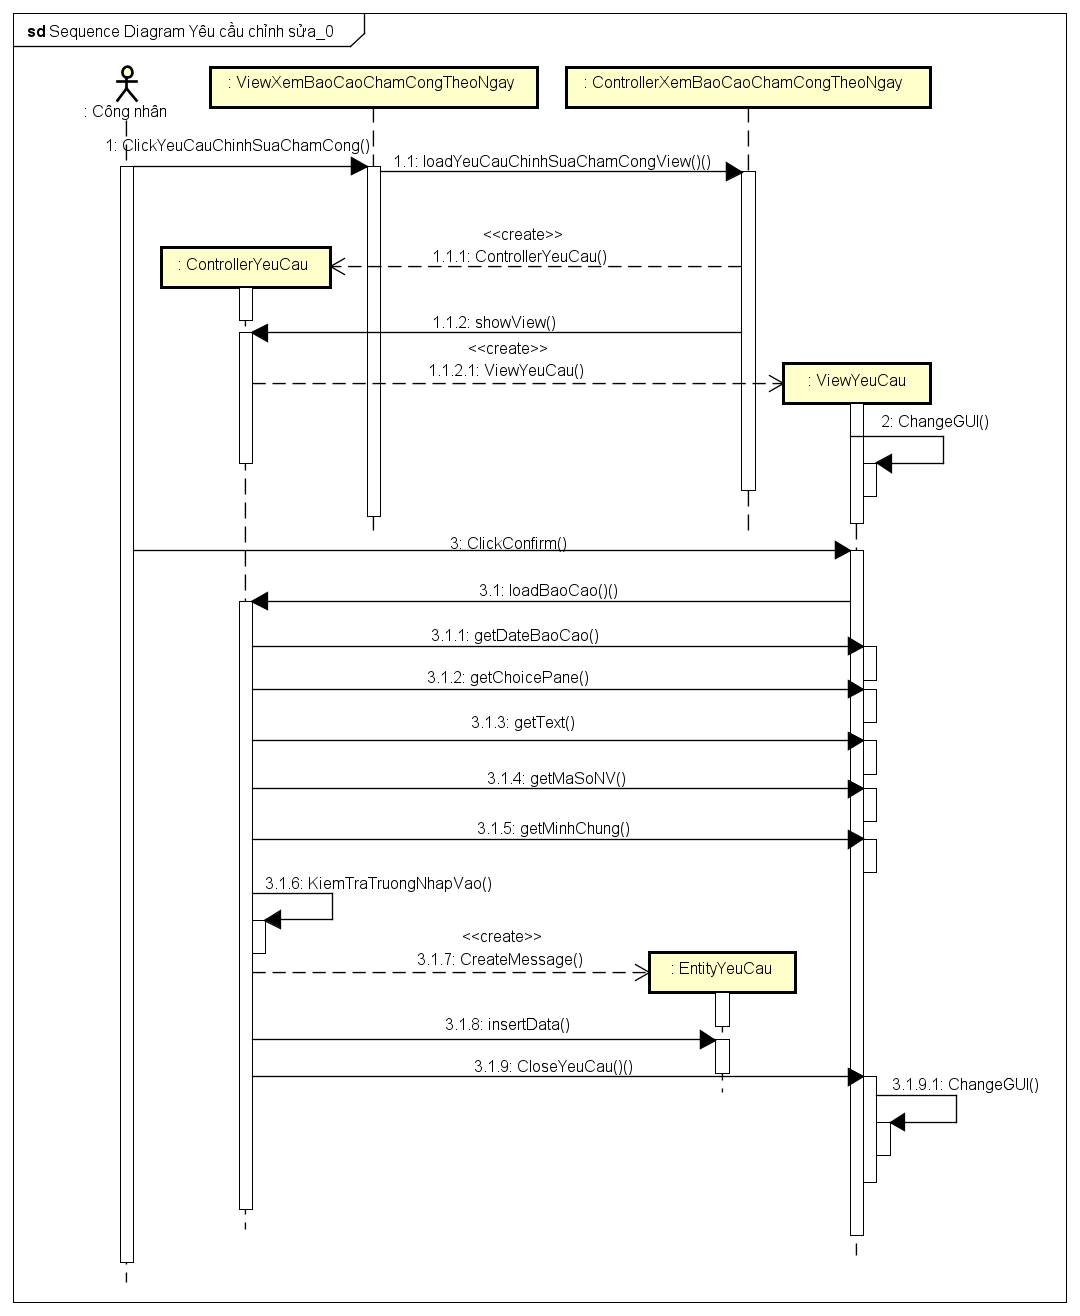 sd Sequence Diagram Yêu cầu chỉnh sửa_0
: Công nhân
: ViewXemBaoCaoChamCongTheoNgay
: ControllerXemBaoCaoChamCongTheoNgay
1: ClickYeuCauChinhSuaChamCong()
1.1: loadYeuCauChinhSuaChamCongView()()
<<create>>
1.1.1: ControllerYeuCau()
: ControllerYeuCau
1.1.2: showView()
<<create>>
1.1.2.1: ViewYeuCau()
: ViewYeuCau
2: ChangeGUI()
3: ClickConfirm()
3.1: loadBaoCao()()
3.1.1: getDateBaoCao()
3.1.2: getChoicePane()
3.1.3: getText()
3.1.4: getMaSoNV()
3.1.5: getMinhChung()
3.1.6: KiemTraTruongNhapVao()
<<create>>
3.1.7: CreateMessage()
: EntityYeuCau
3.1.8: insertData()
3.1.9: CloseYeuCau()()
3.1.9.1: ChangeGUI()